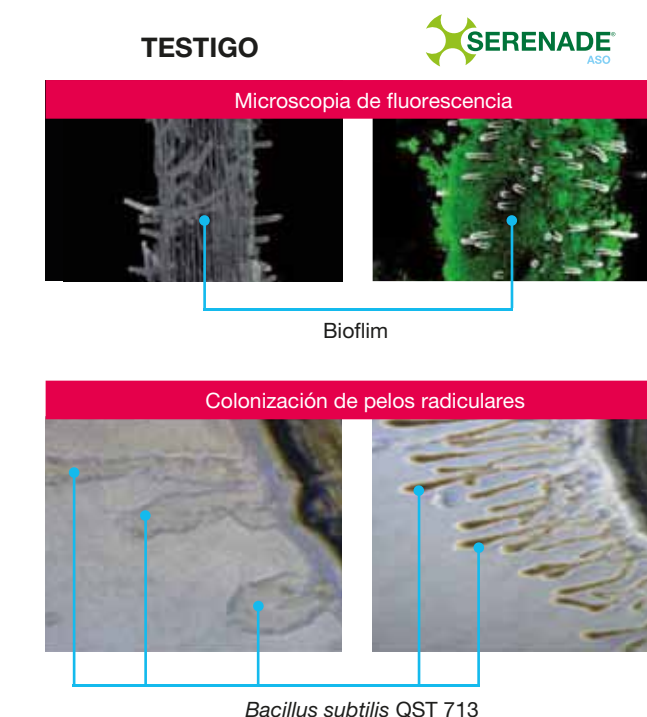 TESTIGO
SERENADE®
ASO
Microscopia de fluorescencia
Bioflim
Colonización de pelos radiculares
Bacillus subtilis QST 713